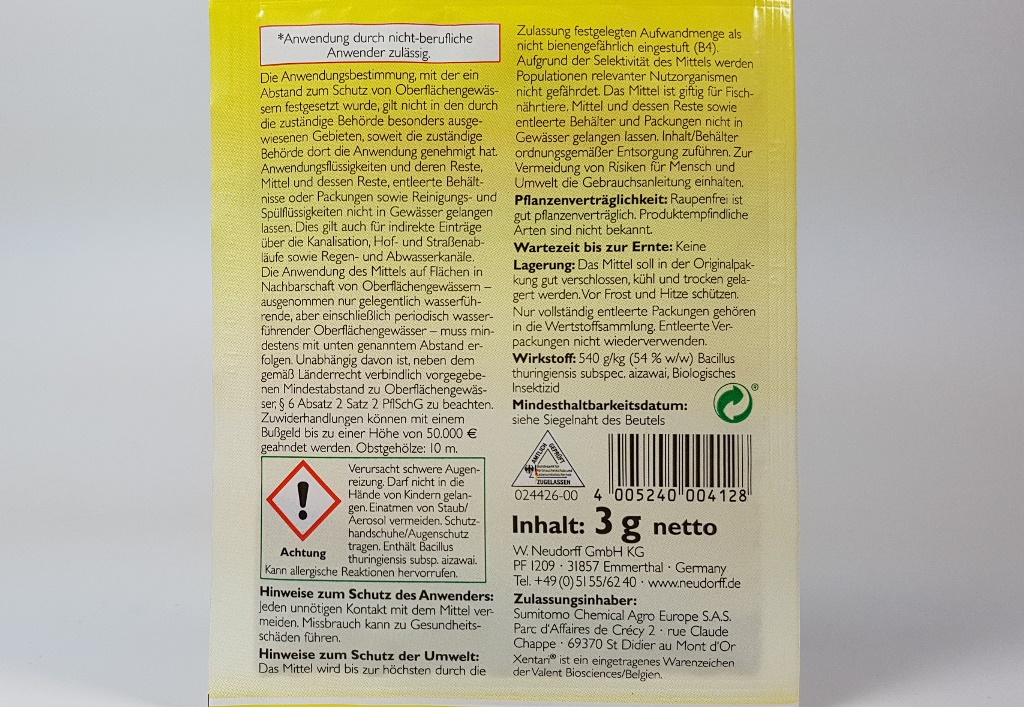 *Anwendung durch nicht-berufliche
Anwender zulässig.
Die Anwendungsbestimmung, mit der ein
Abstand zum Schutz von Oberflächengewäs-
sern festgesetzt wurde, gilt nicht in den durch
die zuständige Behörde besonders ausge-
wiesenen Gebieten, soweit die zuständige
Behörde dort die Anwendung genehmigt hat.
Anwendungsflüssigkeiten und deren Reste,
Mittel und dessen Reste, entleerte Behält-
nisse oder Packungen sowie Reinigungs- und
Spülflüssigkeiten nicht in Gewässer gelangen
lassen. Dies gilt auch für indirekte Einträge
über die Kanalisation, Hof- und Straßenab-
läufe sowie Regen- und Abwasserkanäle.
Die Anwendung des Mittels auf Flächen in
Nachbarschaft von Oberflächengewässern –
ausgenommen nur gelegentlich wasserfüh-
rende, aber einschließlich periodisch wasser-
führender Oberflächengewässer – muss min-
destens mit unten genanntem Abstand er-
folgen. Unabhängig davon ist, neben dem
gemäß Länderrecht verbindlich vorgegebe-
nen Mindestabstand zu Oberflächengewäs-
ser, § 6 Absatz 2 Satz 2 PflSchG zu beachten.
Zuwiderhandlungen können mit einem
Bußgeld bis zu einer Höhe von 50.000 €
geahndet werden. Obstgehölze: 10 m.
Verursacht schwere Augen-
reizung. Darf nicht in die
Hände von Kindern gelan-
gen. Einatmen von Staub/
Aerosol vermeiden. Schutz-
handschuhe/Augenschutz
tragen. Enthält Bacillus
thuringiensis subsp. aizawai.
Achtung
Kann allergische Reaktionen hervorrufen.
Hinweise zum Schutz des Anwenders:
Jeden unnötigen Kontakt mit dem Mittel ver-
meiden. Missbrauch kann zu Gesundheits-
schäden führen.
Hinweise zum Schutz der Umwelt:
Das Mittel wird bis zur höchsten durch die
Zulassung festgelegten Aufwandmenge als
nicht bienengefährlich eingestuft (B4).
Aufgrund der Selektivität des Mittels werden
Populationen relevanter Nutzorganismen
nicht gefährdet. Das Mittel ist giftig für Fisch-
nährtiere. Mittel und dessen Reste sowie
entleerte Behälter und Packungen nicht in
Gewässer gelangen lassen. Inhalt/Behälter
ordnungsgemäßer Entsorgung zuführen. Zur
Vermeidung von Risiken für Mensch und
Umwelt die Gebrauchsanleitung einhalten.
Pflanzenverträglichkeit: Raupenfrei ist
gut pflanzenverträglich. Produktempfindliche
Arten sind nicht bekannt.
Wartezeit bis zur Ernte: Keine
Lagerung: Das Mittel soll in der Originalpak-
kung gut verschlossen, kühl und trocken gela-
gert werden. Vor Frost und Hitze schützen.
Nur vollständig entleerte Packungen gehören
in die Wertstoffsammlung. Entleerte Ver-
packungen nicht wiederverwenden.
Wirkstoff: 540 g/kg (54 % w/w) Bacillus
thuringiensis subspec. aizawai, Biologisches
Insektizid
®
Mindesthaltbarkeitsdatum:
siehe Siegelnaht des Beutels
AMTLICH GEPRÜFT
ZUGELASSEN
024426-00
4 005240 004128
Inhalt: 3 g netto
W. Neudorff GmbH KG
PF 1209 · 31857 Emmerthal · Germany
Tel. +49 (0) 51 55/62 40 · www.neudorff.de
Zulassungsinhaber:
Sumitomo Chemical Agro Europe S.A.S.
Parc d'Affaires de Crécy 2 · rue Claude
Chappe · 69370 St Didier au Mont d'Or
Xentari® ist ein eingetragenes Warenzeichen
der Valent Biosciences/Belgien.